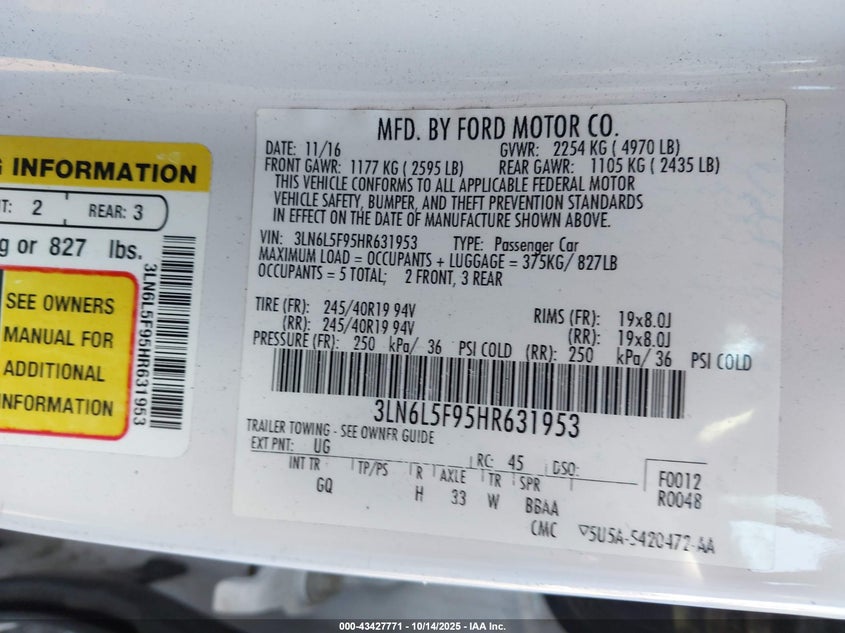 G INFORMATION
T: 2 REAR: 3
g or 827 lbs.
SEE OWNERS
MANUAL FOR
ADDITIONAL
INFORMATION
3LN6L5F95HR631953
MFD. BY FORD MOTOR CO.
DATE: 11/16 GVWR: 2254 KG ( 4970 LB)
FRONT GAWR: 1177 KG ( 2595 LB) REAR GAWR: 1105 KG ( 2435 LB)
THIS VEHICLE CONFORMS TO ALL APPLICABLE FEDERAL MOTOR
VEHICLE SAFETY, BUMPER, AND THEFT PREVENTION STANDARDS
IN EFFECT ON THE DATE OF MANUFACTURE SHOWN ABOVE.
VIN: 3LN6L5F95HR631953 TYPE: Passenger Car
MAXIMUM LOAD = OCCUPANTS + LUGGAGE = 375KG/ 827LB
OCCUPANTS = 5 TOTAL; 2 FRONT, 3 REAR
TIRE (FR): 245/40R19 94V RIMS (FR): 19x8.0J
(RR): 245/40R19 94V (RR): 19x8.0J
PRESSURE (FR): 250 kPa/ 36 PSI COLD (RR): 250 kPa/ 36 PSI COLD
3LN6L5F95HR631953
TRAILER TOWING - SEE OWNER GUIDE
EXT PNT: UG RC: 45 DSO: F0012
INT TR TP/PS R AXLE TR SPR R0048
GQ H 33 W BBAA
CMC 5U5A-5420472-AA
000-43427771 | 10/14/2025 - IAA Inc.